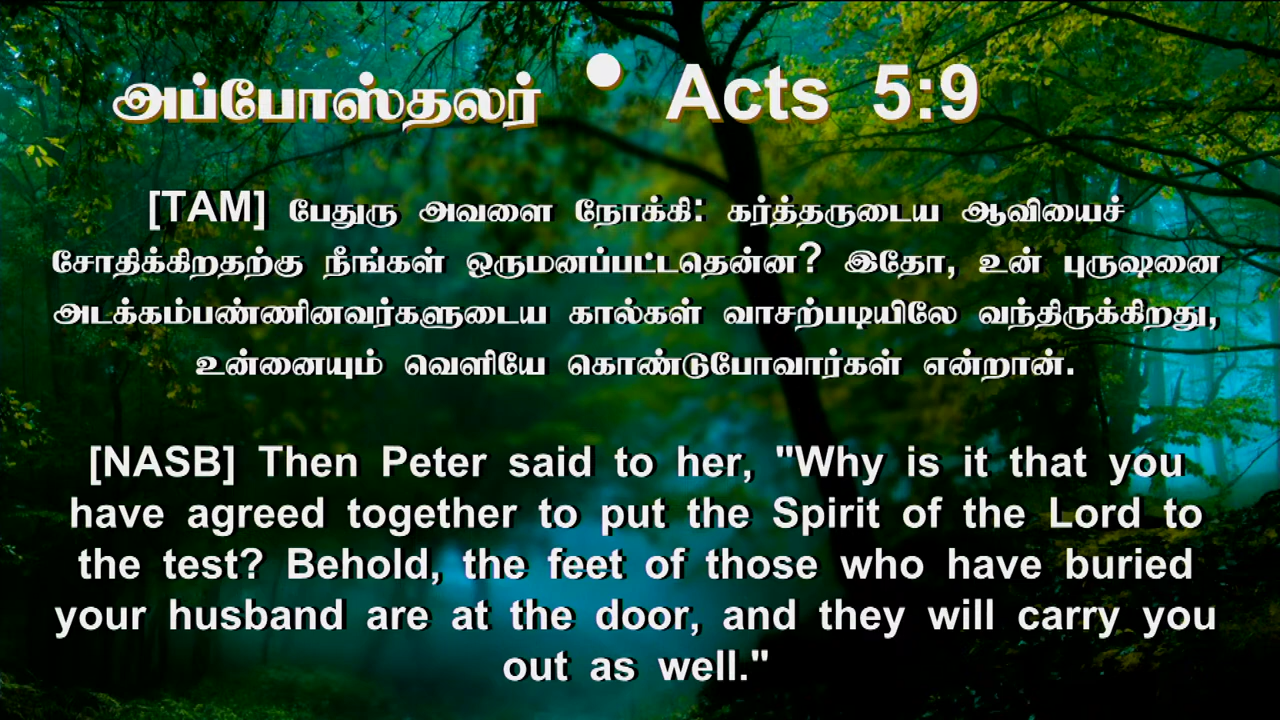 அப்போஸ்தலர் • Acts 5:9
[TAM] பேதுரு அவளை நோக்கி: கர்த்தருடைய ஆவியைச்
சோதிக்கிறதற்கு நீங்கள் ஒருமனப்பட்டதென்ன? இதோ, உன் புருஷனை
அடக்கம்பண்ணினவர்களுடைய கால்கள் வாசற்படியிலே வந்திருக்கிறது,
உன்னையும் வெளியே கொண்டுபோவார்கள் என்றான்.
[NASB] Then Peter said to her, "Why is it that you
have agreed together to put the Spirit of the Lord to
the test? Behold, the feet of those who have buried
your husband are at the door, and they will carry you
out as well."